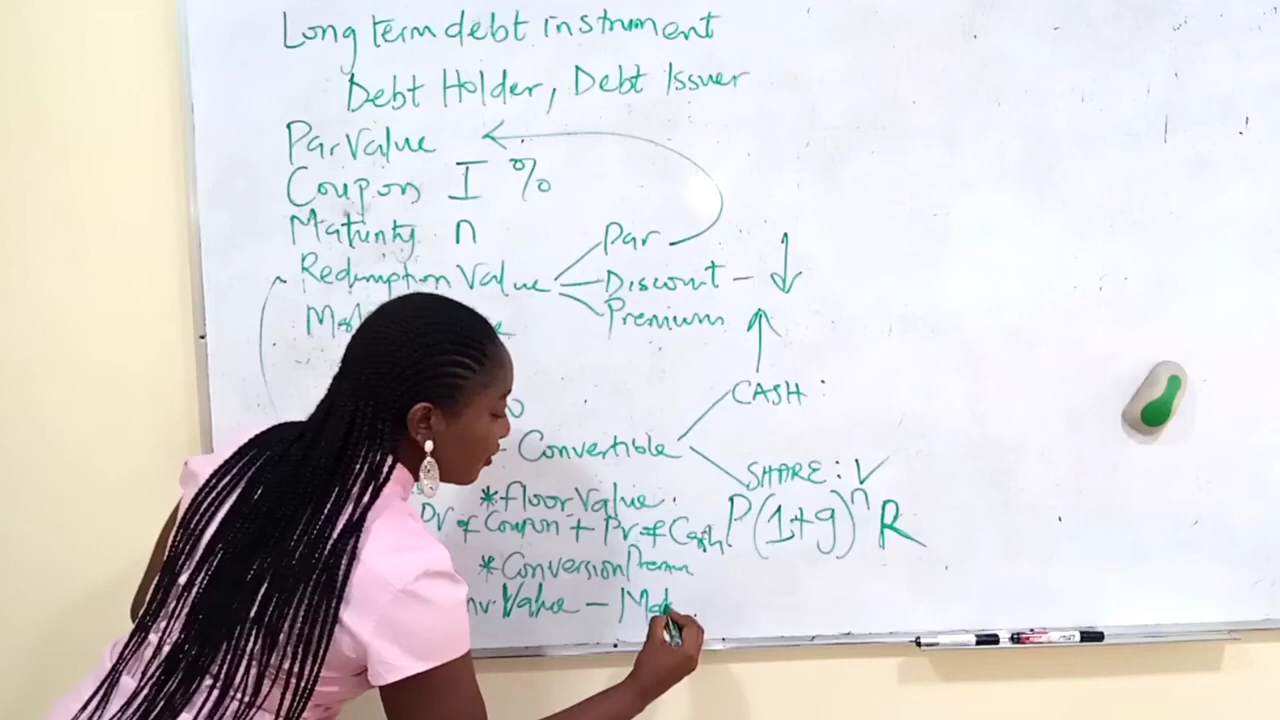 Long term debt instrument
Debt Holder, Debt Issuer
Par Value
Coupon I %
Maturity n
Par
Redemption Value
Discount -
Premium
CASH :
- Convertible
SHARE : V
* floor Value
PV of Coupon + PV of Cash
P(1+g)^n R
* Conversion
Value -